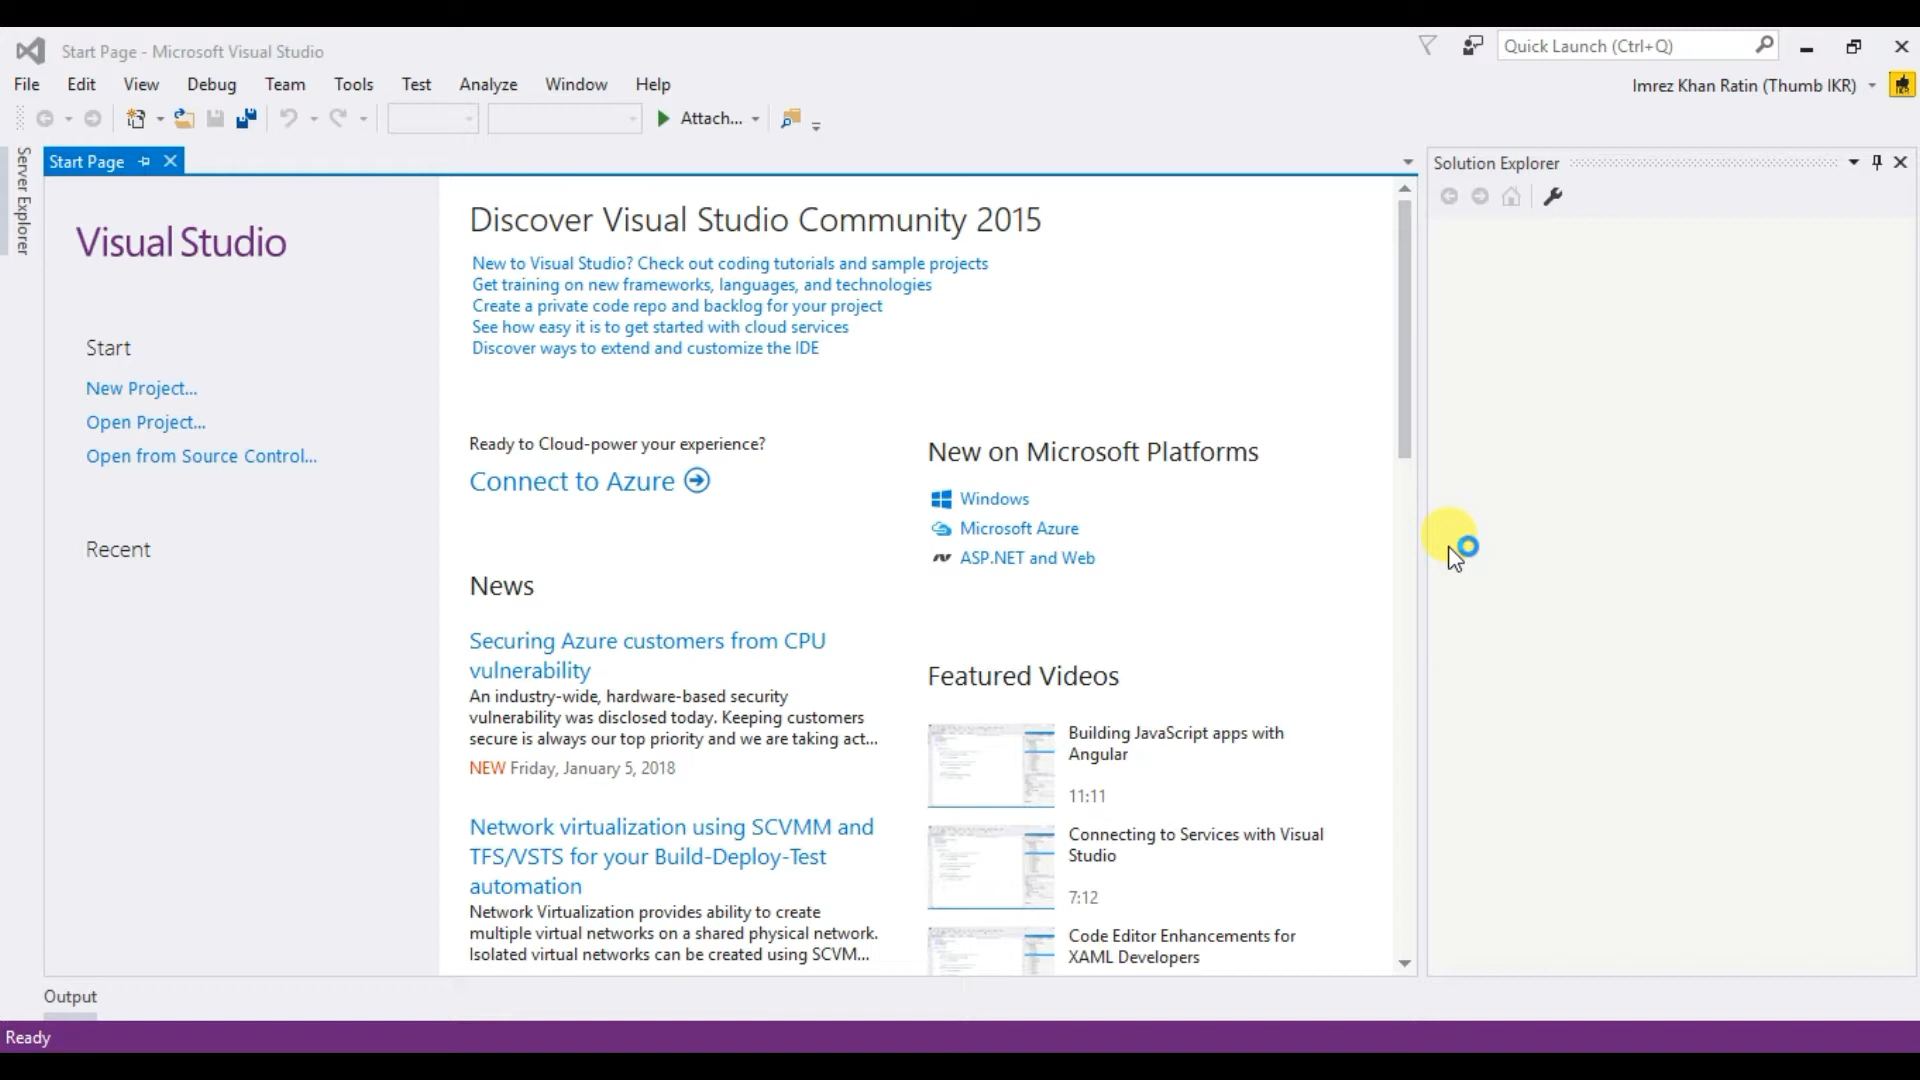 Start Page - Microsoft Visual Studio
Quick Launch (Ctrl+Q)
File Edit View Debug Team Tools Test Analyze Window Help
Imrez Khan Ratin (Thumb IKR)
Attach...
Server Explorer
Start Page
Solution Explorer
Visual Studio
Start
New Project...
Open Project...
Open from Source Control...
Recent
Discover Visual Studio Community 2015
New to Visual Studio? Check out coding tutorials and sample projects
Get training on new frameworks, languages, and technologies
Create a private code repo and backlog for your project
See how easy it is to get started with cloud services
Discover ways to extend and customize the IDE
Ready to Cloud-power your experience?
Connect to Azure
News
Securing Azure customers from CPU
vulnerability
An industry-wide, hardware-based security
vulnerability was disclosed today. Keeping customers
secure is always our top priority and we are taking act...
NEW Friday, January 5, 2018
Network virtualization using SCVMM and
TFS/VSTS for your Build-Deploy-Test
automation
Network Virtualization provides ability to create
multiple virtual networks on a shared physical network.
Isolated virtual networks can be created using SCVM...
New on Microsoft Platforms
Windows
Microsoft Azure
ASP.NET and Web
Featured Videos
Building JavaScript apps with
Angular
11:11
Connecting to Services with Visual
Studio
7:12
Code Editor Enhancements for
XAML Developers
Output
Ready